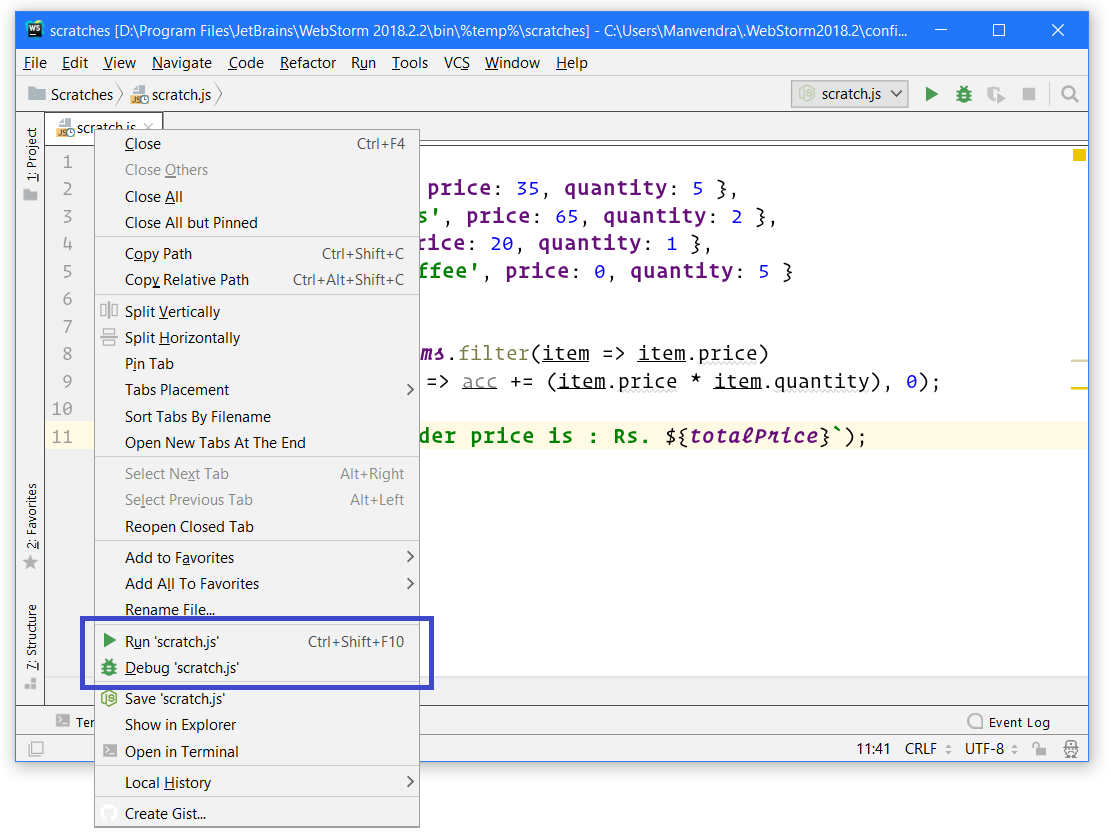 WS scratches [D:\Program Files\JetBrains\WebStorm 2018.2.2\bin\%temp%\scratches] - C:\Users\Manvendra\.WebStorm2018.2\confi...
File Edit View Navigate Code Refactor Run Tools VCS Window Help
Scratches scratch.js scratch.js
scratch.js
1: Project
2: Favorites
7: Structure
Close Ctrl+F4
Close Others
Close All
Close All but Pinned
Copy Path Ctrl+Shift+C
Copy Relative Path Ctrl+Alt+Shift+C
Split Vertically
Split Horizontally
Pin Tab
Tabs Placement
Sort Tabs By Filename
Open New Tabs At The End
Select Next Tab Alt+Right
Select Previous Tab Alt+Left
Reopen Closed Tab
Add to Favorites
Add All To Favorites
Rename File...
Run 'scratch.js' Ctrl+Shift+F10
Debug 'scratch.js'
Save 'scratch.js'
Show in Explorer
Open in Terminal
Local History
Create Gist...
1
2 price: 35, quantity: 5 },
3 s', price: 65, quantity: 2 },
4 rice: 20, quantity: 1 },
5 ffee', price: 0, quantity: 5 }
6
7
8 ms.filter(item => item.price)
9 => acc += (item.price * item.quantity), 0);
10
11 der price is : Rs. ${totalPrice}`);
Ter
Event Log
11:41 CRLF UTF-8